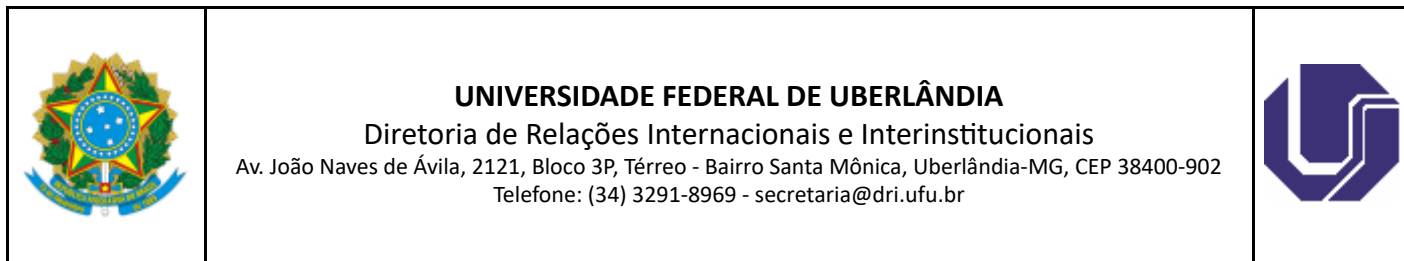 UNIVERSIDADE FEDERAL DE UBERLÂNDIA
Diretoria de Relações Internacionais e Interinstitucionais
Av. João Naves de Ávila, 2121, Bloco 3P, Térreo - Bairro Santa Mônica, Uberlândia-MG, CEP 38400-902
Telefone: (34) 3291-8969 - secretaria@dri.ufu.br